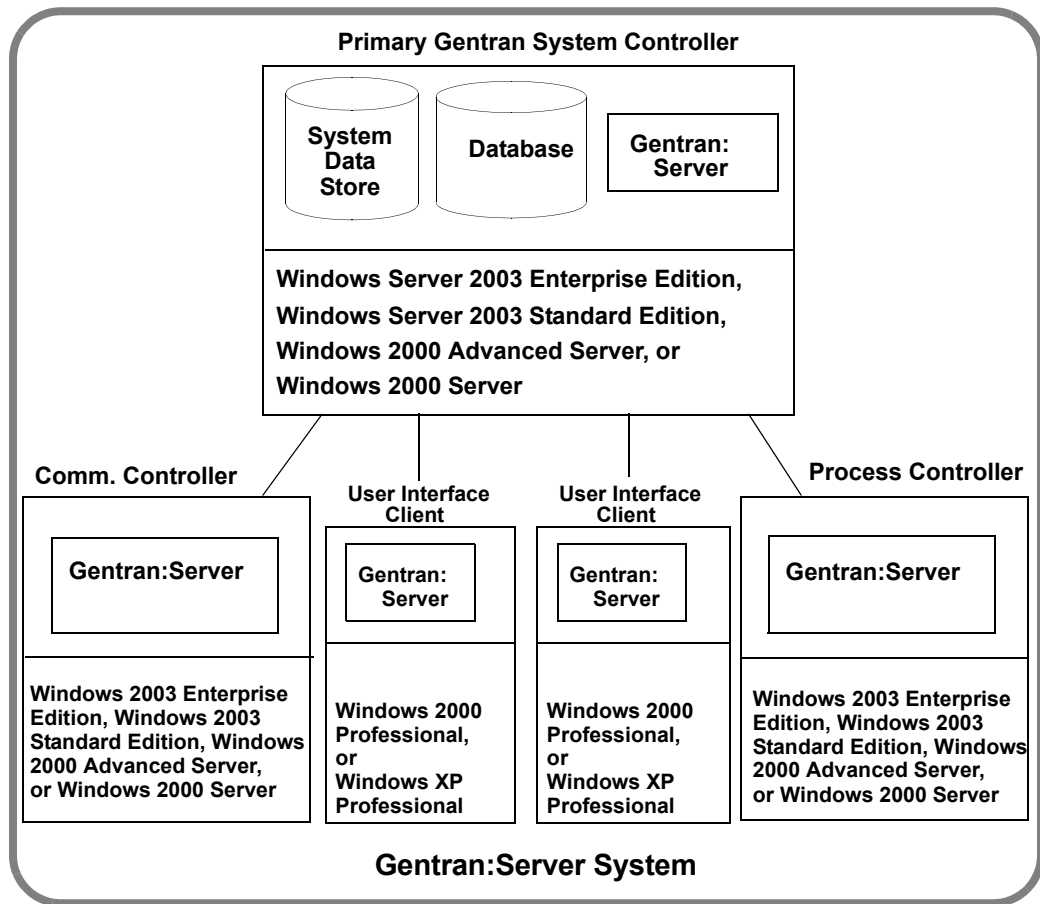 Primary Gentran System Controller
System
Data
Store
Database
Gentran:
Server
Windows Server 2003 Enterprise Edition,
Windows Server 2003 Standard Edition,
Windows 2000 Advanced Server, or
Windows 2000 Server
Comm. Controller
Gentran:Server
Windows 2003 Enterprise
Edition, Windows 2003
Standard Edition, Windows
2000 Advanced Server,
or Windows 2000 Server
User Interface
Client
Gentran:
Server
Windows 2000
Professional,
or
Windows XP
Professional
User Interface
Client
Gentran:
Server
Windows 2000
Professional,
or
Windows XP
Professional
Process Controller
Gentran:Server
Windows 2003 Enterprise
Edition, Windows 2003
Standard Edition, Windows
2000 Advanced Server,
or Windows 2000 Server
Gentran:Server System